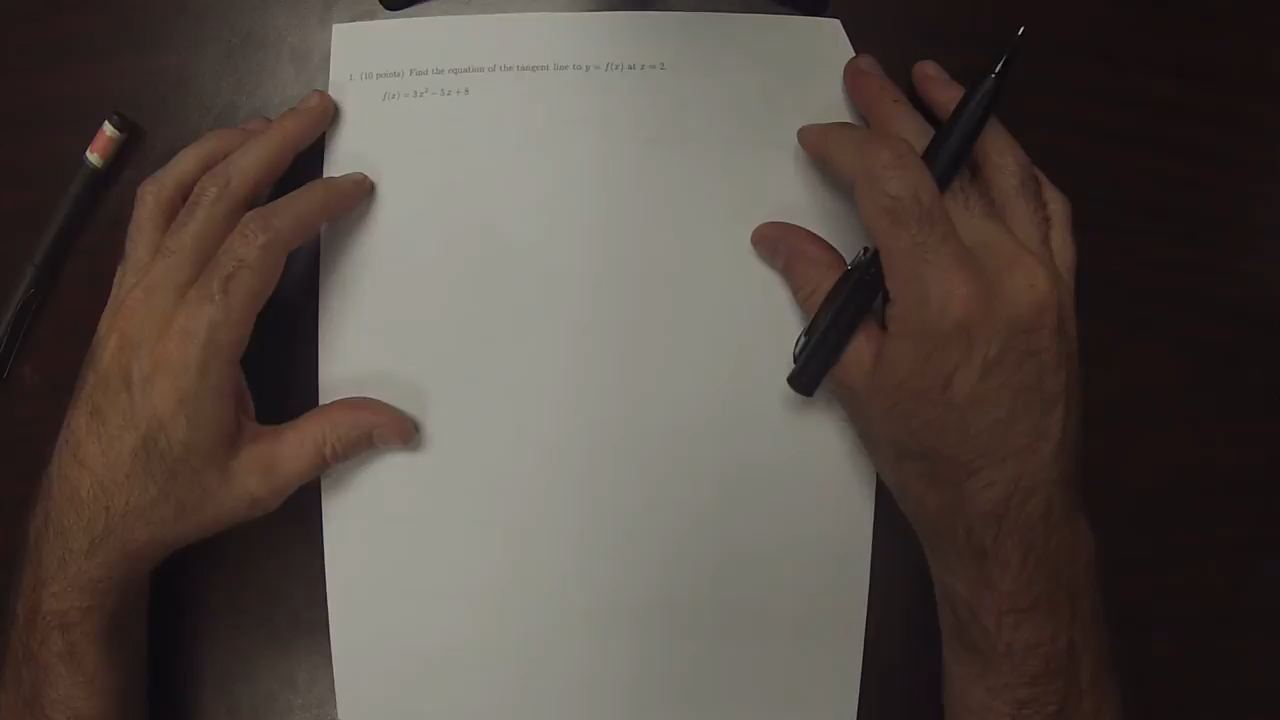 1. (10 points) Find the equation of the tangent line to y = f(x) at x = 2.
f(x) = 3x² − 5x + 8